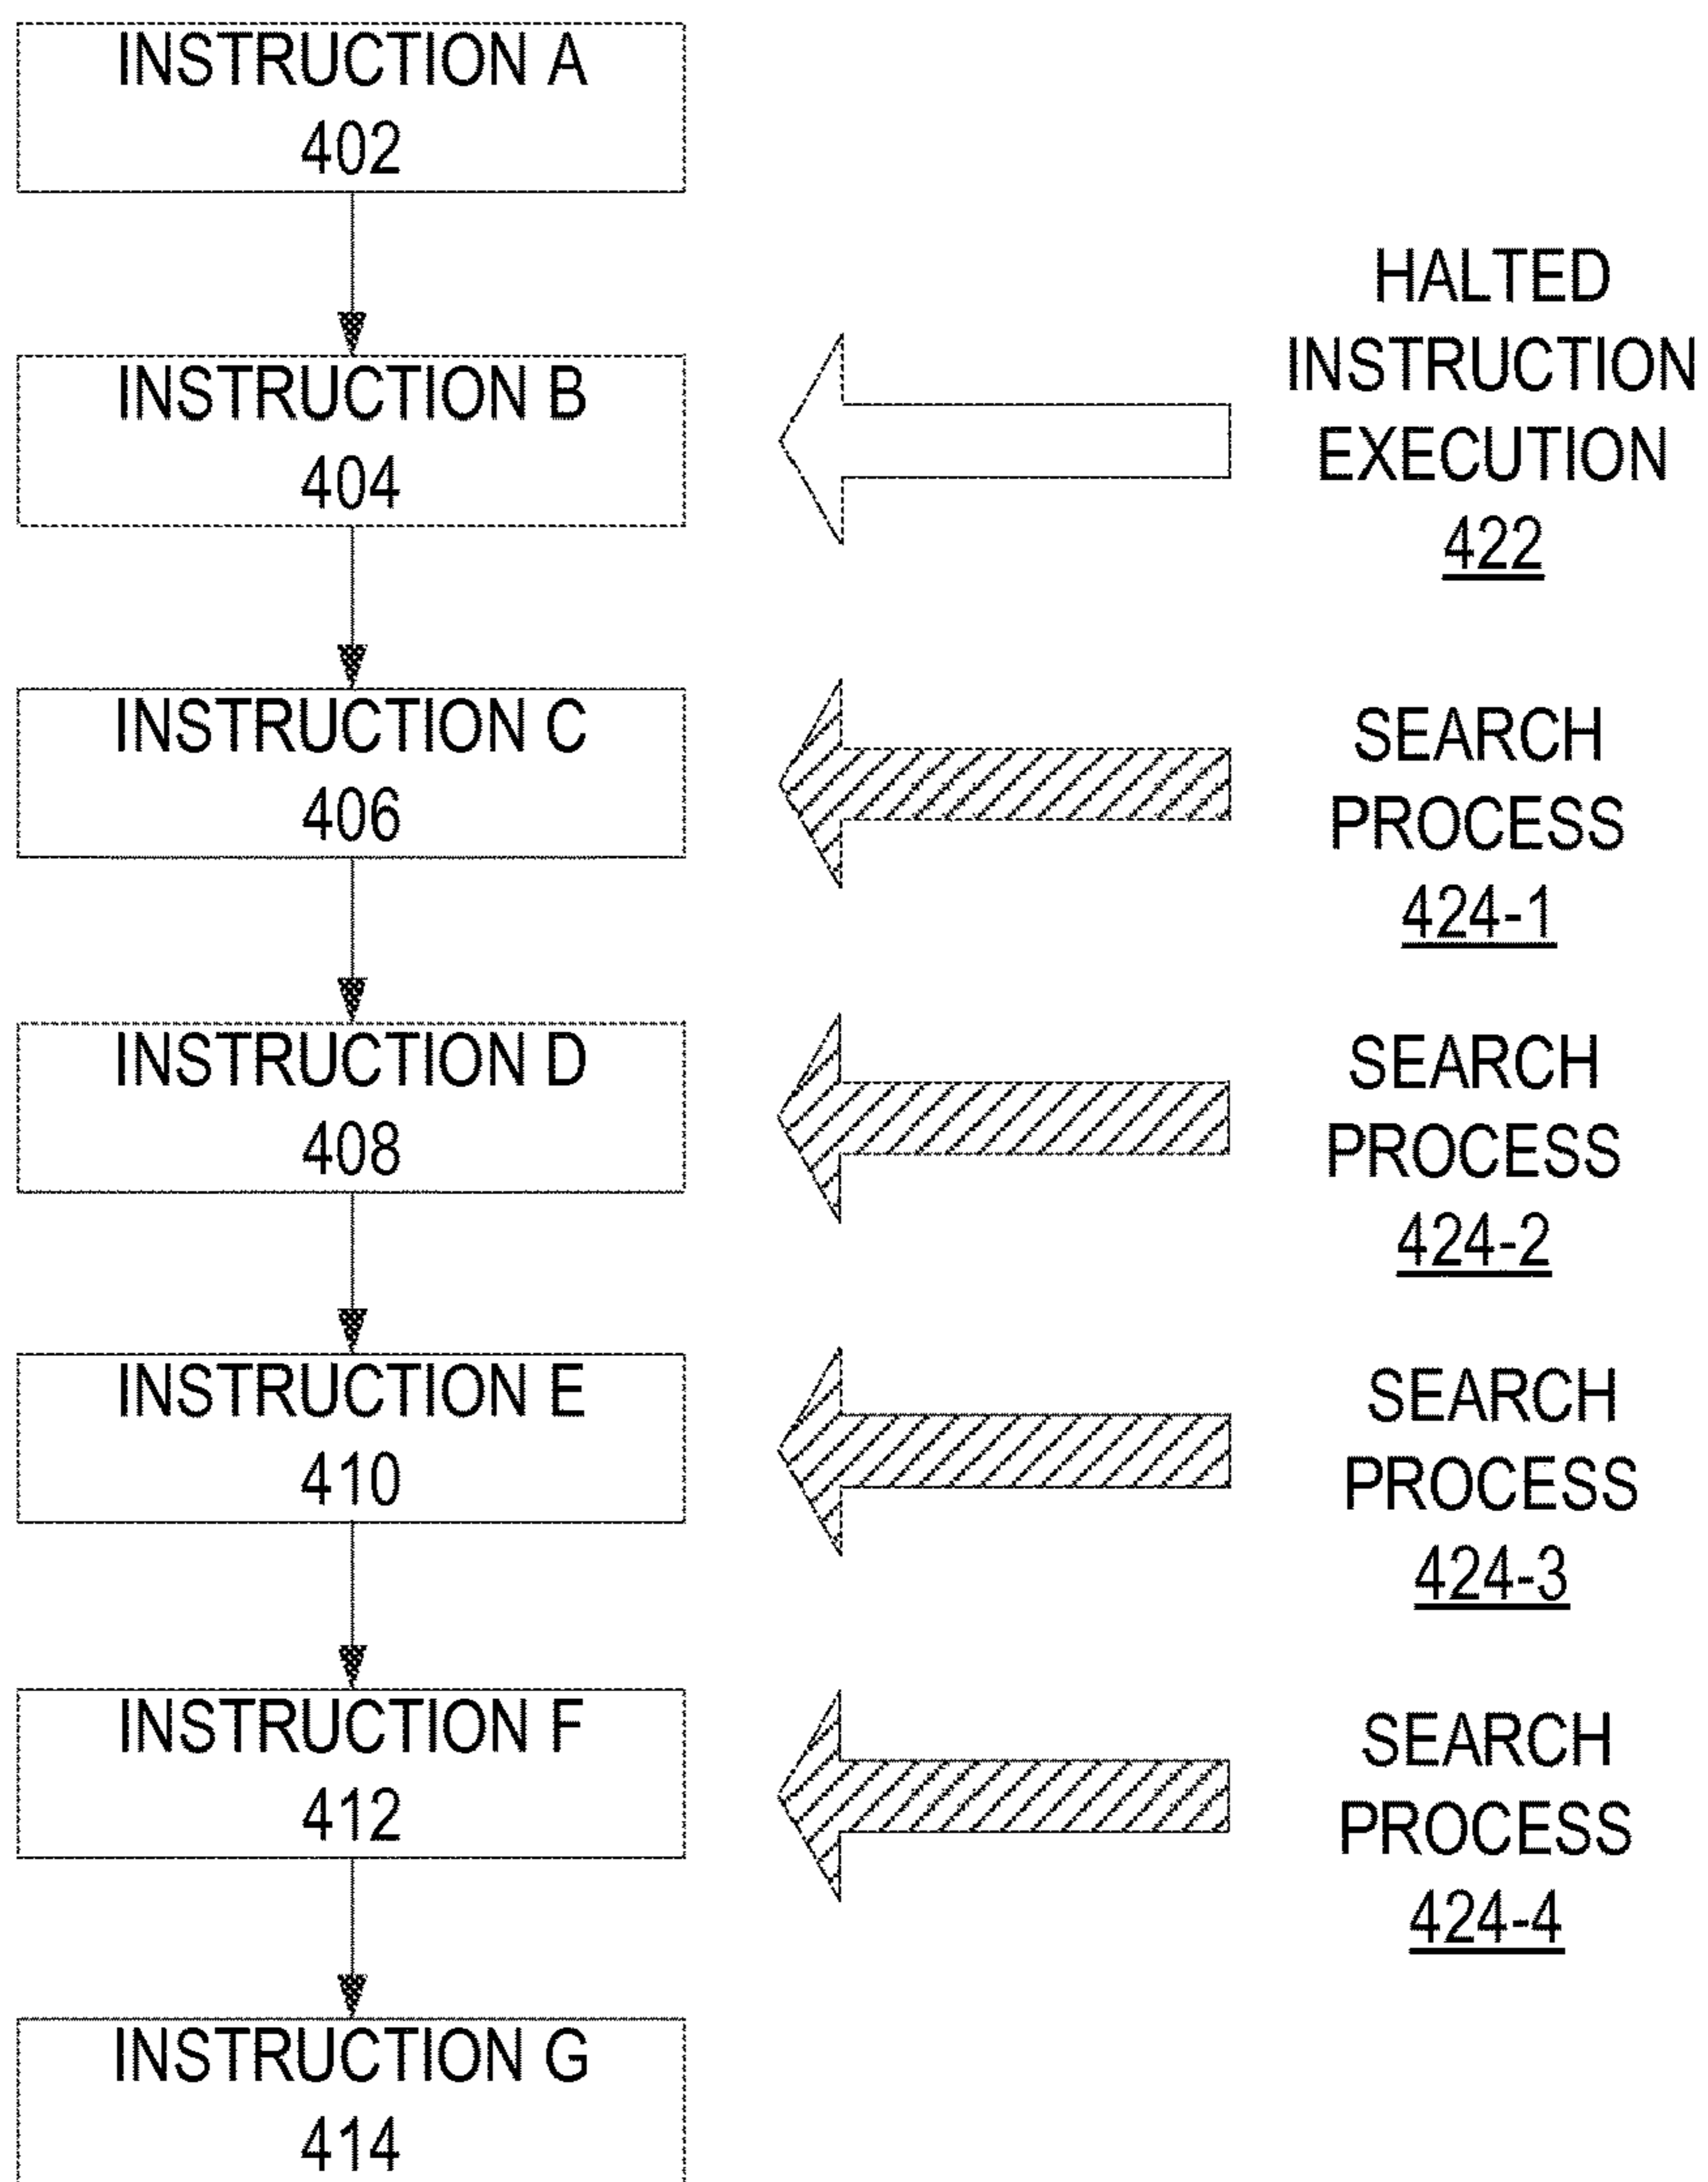 INSTRUCTION A
402
INSTRUCTION B
404
HALTED
INSTRUCTION
EXECUTION
422
INSTRUCTION C
406
SEARCH
PROCESS
424-1
INSTRUCTION D
408
SEARCH
PROCESS
424-2
INSTRUCTION E
410
SEARCH
PROCESS
424-3
INSTRUCTION F
412
SEARCH
PROCESS
424-4
INSTRUCTION G
414